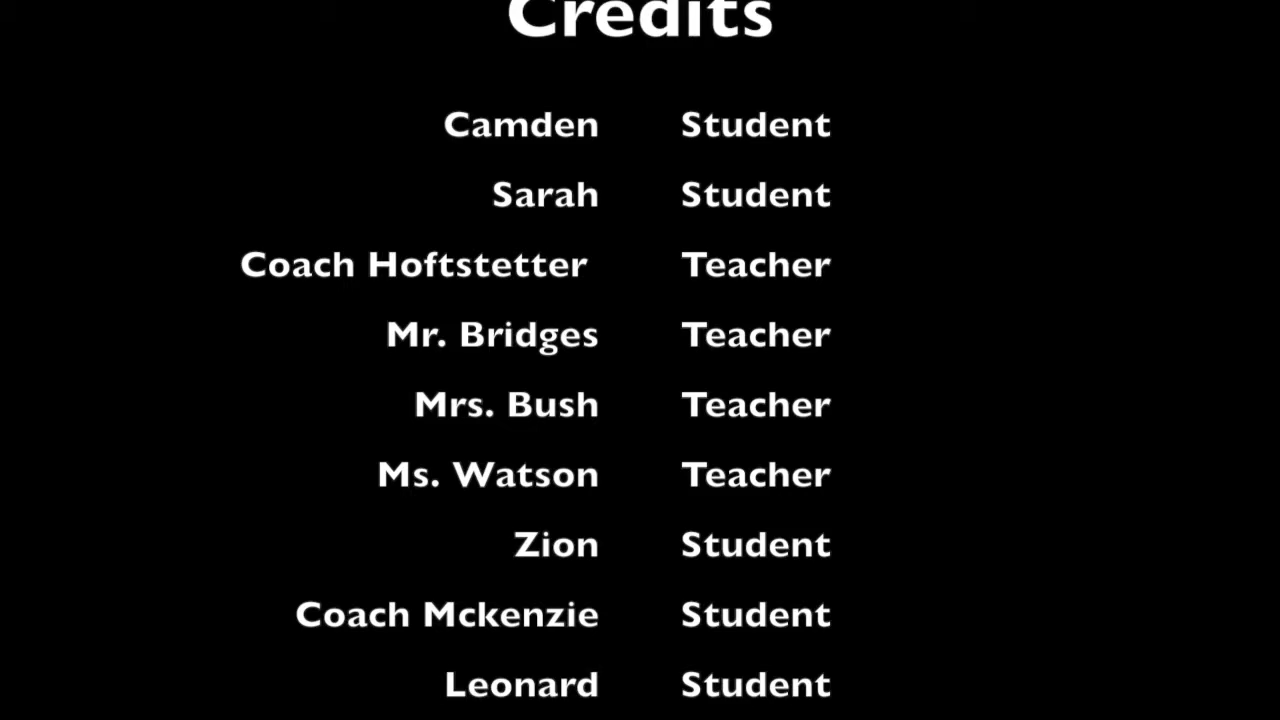 Credits
Camden Student
Sarah Student
Coach Hoftstetter Teacher
Mr. Bridges Teacher
Mrs. Bush Teacher
Ms. Watson Teacher
Zion Student
Coach Mckenzie Student
Leonard Student